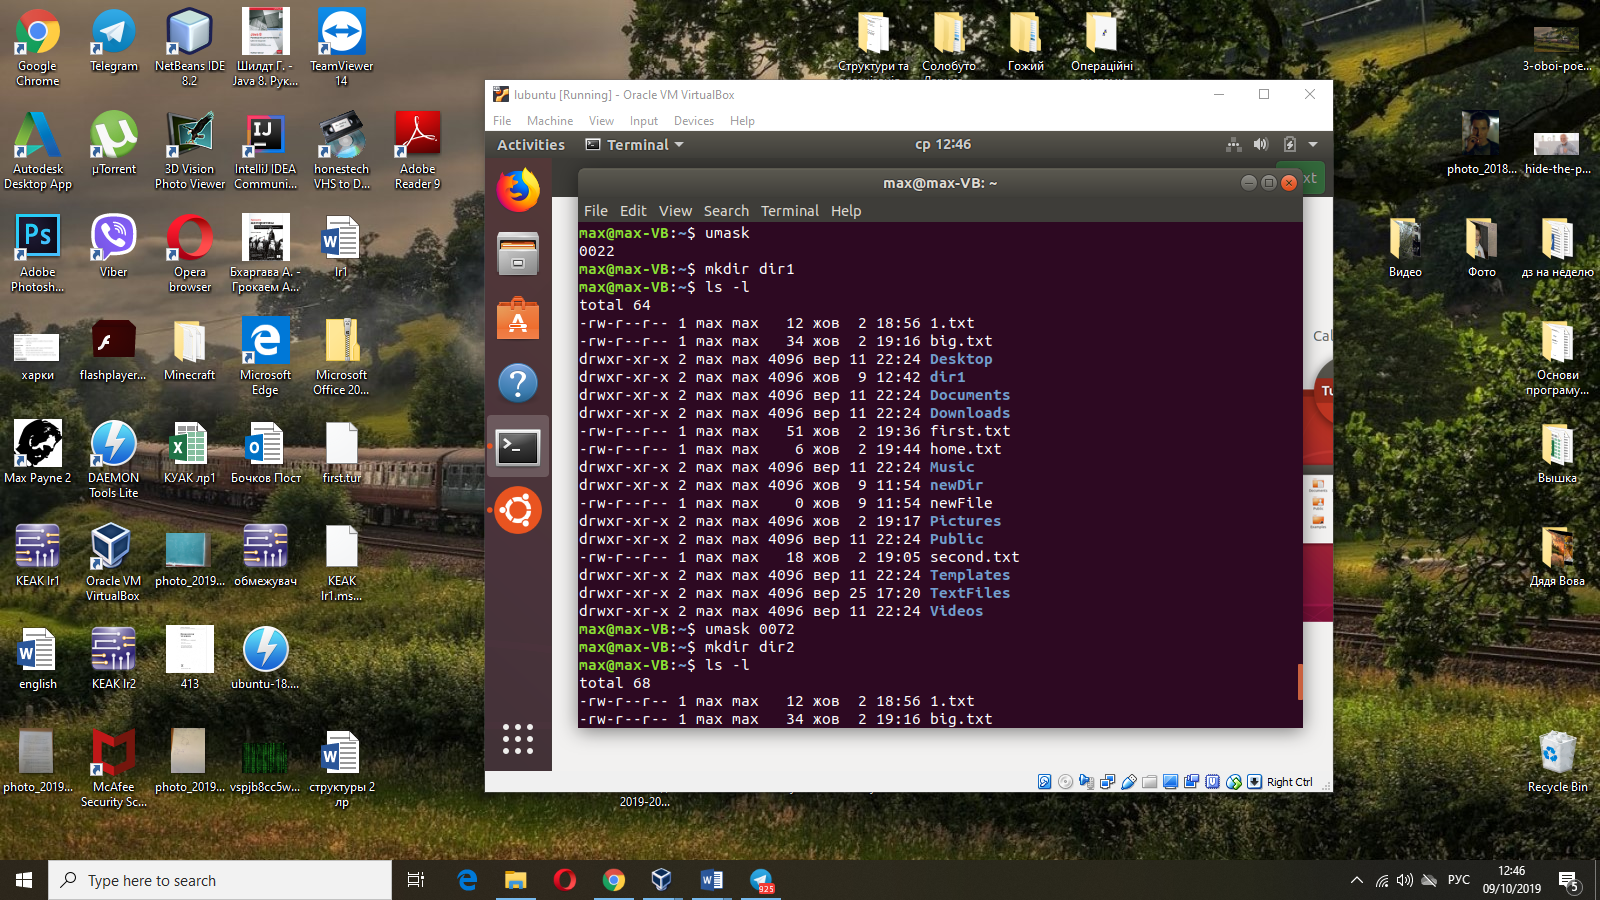 Google
Chrome
Telegram
NetBeans IDE
8.2
Шилдт Г. -
Java 8. Рук...
TeamViewer
14
Структури та
Солобуто
Гожий
Операційні
3-oboi-poe...
Autodesk
Desktop App
µTorrent
3D Vision
Photo Viewer
IntelliJ IDEA
Communi...
honestech
VHS to D...
Adobe
Reader 9
photo_2018...
hide-the-p...
Adobe
Photosh...
Viber
Opera
browser
Бхаргава А. -
Грокаем А...
lr1
Видео
Фото
дз на неделю
харки
flashplayer...
Minecraft
Microsoft
Edge
Microsoft
Office 20...
Основи
програму...
Max Payne 2
DAEMON
Tools Lite
КУАК лр1
Бочков Пост
first.tur
Вышка
KEAK lr1
Oracle VM
VirtualBox
photo_2019...
обмежувач
KEAK
lr1.ms...
Дядя Вова
english
KEAK lr2
413
ubuntu-18....
photo_2019...
McAfee
Security Sc...
photo_2019...
vspjb8cc5w...
структуры 2
лр
2019-20...
Recycle Bin
lubuntu [Running] - Oracle VM VirtualBox
File Machine View Input Devices Help
Activities Terminal ср 12:46
max@max-VB: ~
xt
File Edit View Search Terminal Help
max@max-VB:~$ umask
0022
max@max-VB:~$ mkdir dir1
max@max-VB:~$ ls -l
total 64
-rw-r--r-- 1 max max   12 жов  2 18:56 1.txt
-rw-r--r-- 1 max max   34 жов  2 19:16 big.txt
drwxr-xr-x 2 max max 4096 вер 11 22:24 Desktop
drwxr-xr-x 2 max max 4096 жов  9 12:42 dir1
drwxr-xr-x 2 max max 4096 вер 11 22:24 Documents
drwxr-xr-x 2 max max 4096 вер 11 22:24 Downloads
-rw-r--r-- 1 max max   51 жов  2 19:36 first.txt
-rw-r--r-- 1 max max    6 жов  2 19:44 home.txt
drwxr-xr-x 2 max max 4096 вер 11 22:24 Music
drwxr-xr-x 2 max max 4096 жов  9 11:54 newDir
-rw-r--r-- 1 max max    0 жов  9 11:54 newFile
drwxr-xr-x 2 max max 4096 жов  2 19:17 Pictures
drwxr-xr-x 2 max max 4096 вер 11 22:24 Public
-rw-r--r-- 1 max max   18 жов  2 19:05 second.txt
drwxr-xr-x 2 max max 4096 вер 11 22:24 Templates
drwxr-xr-x 2 max max 4096 вер 25 17:20 TextFiles
drwxr-xr-x 2 max max 4096 вер 11 22:24 Videos
max@max-VB:~$ umask 0072
max@max-VB:~$ mkdir dir2
max@max-VB:~$ ls -l
total 68
-rw-r--r-- 1 max max   12 жов  2 18:56 1.txt
-rw-r--r-- 1 max max   34 жов  2 19:16 big.txt
Cal
Tu
Right Ctrl
Type here to search
925
РУС
12:46
09/10/2019
5